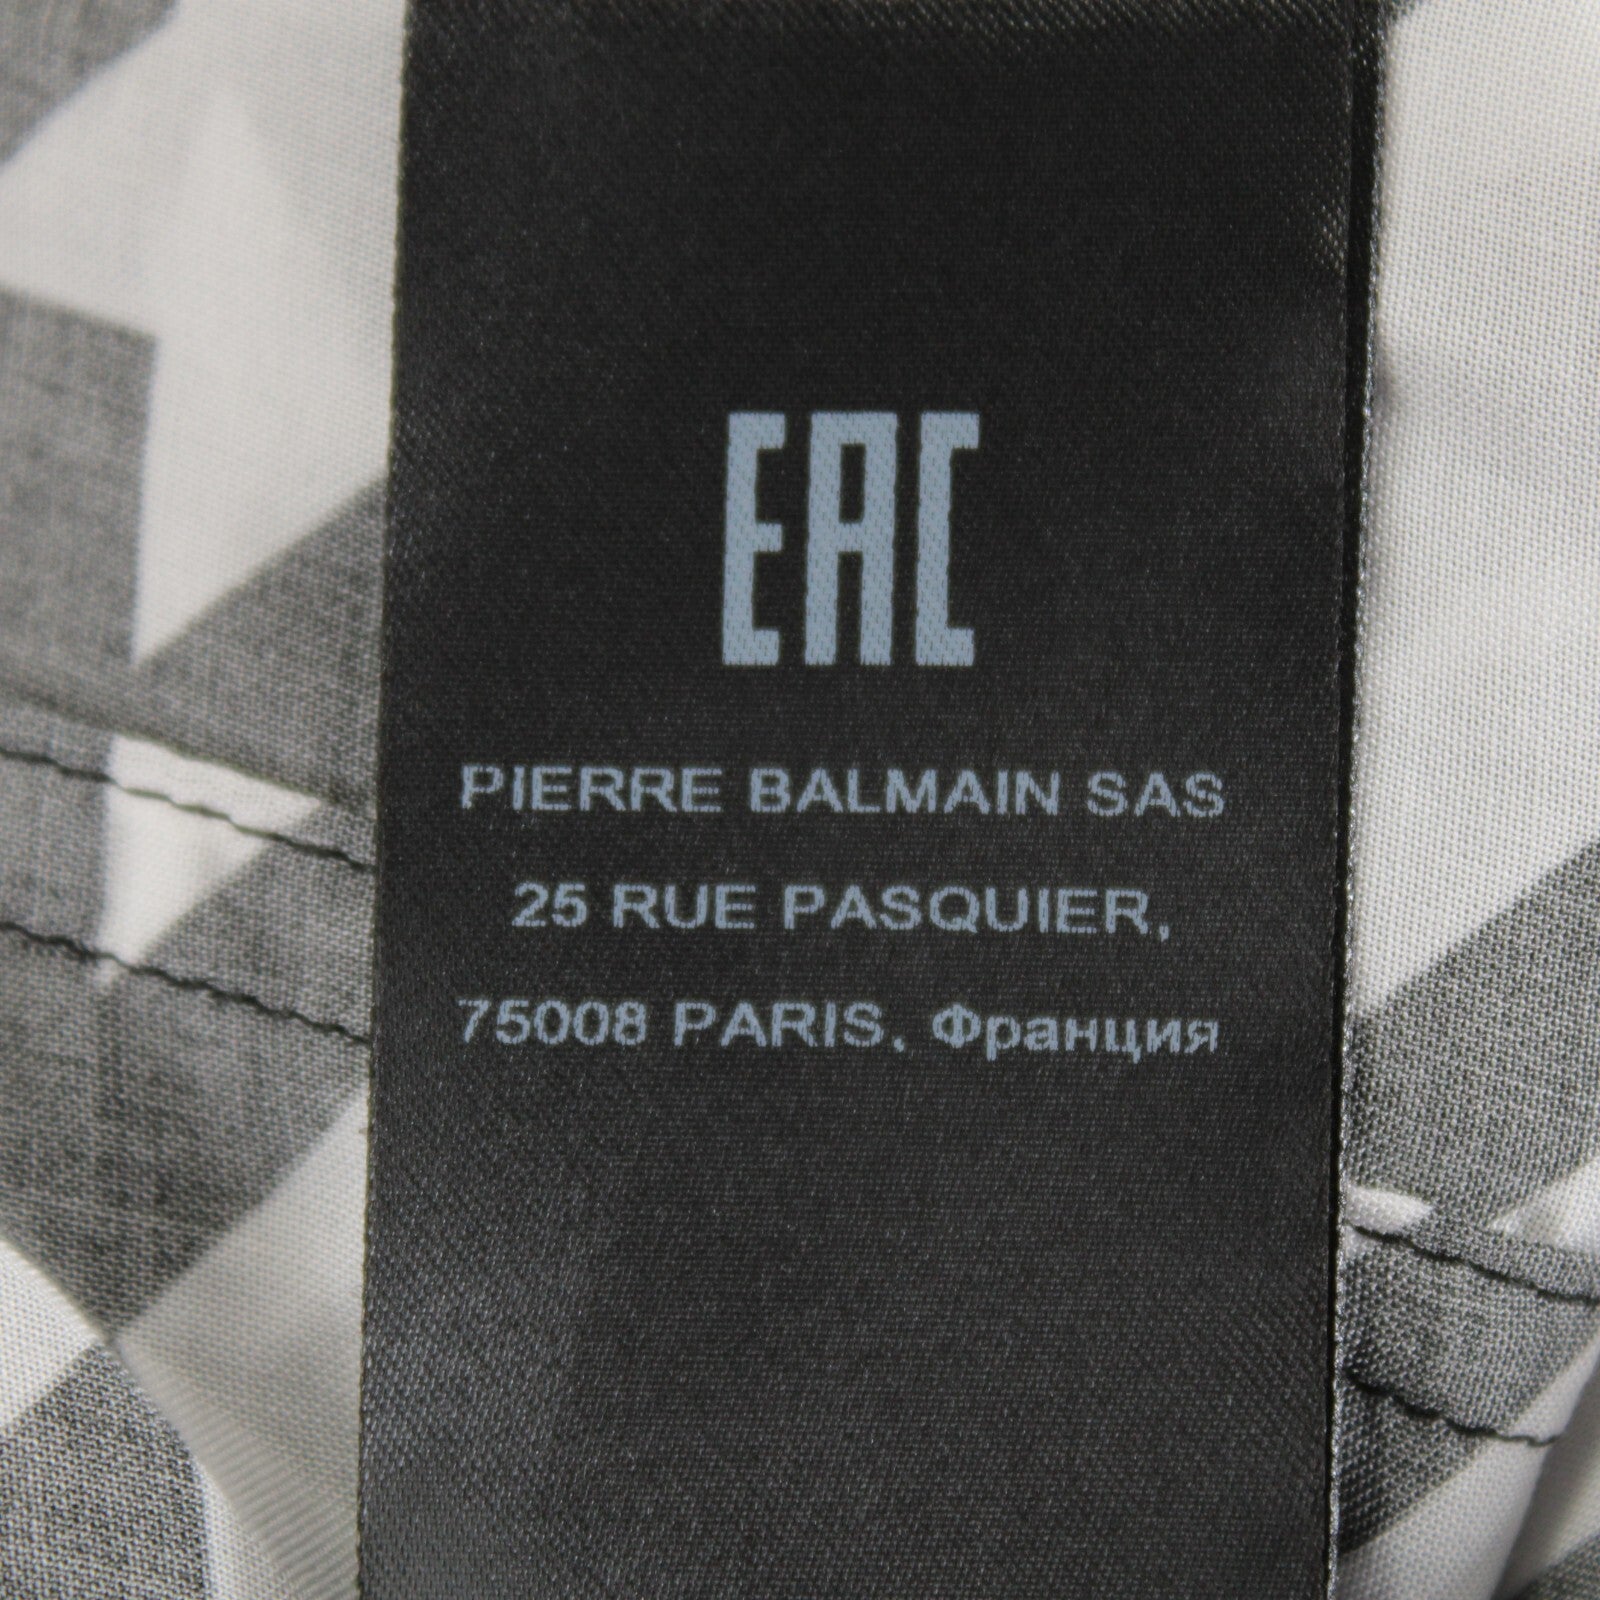 EAC
PIERRE BALMAIN SAS
25 RUE PASQUIER,
75008 PARIS, Франция